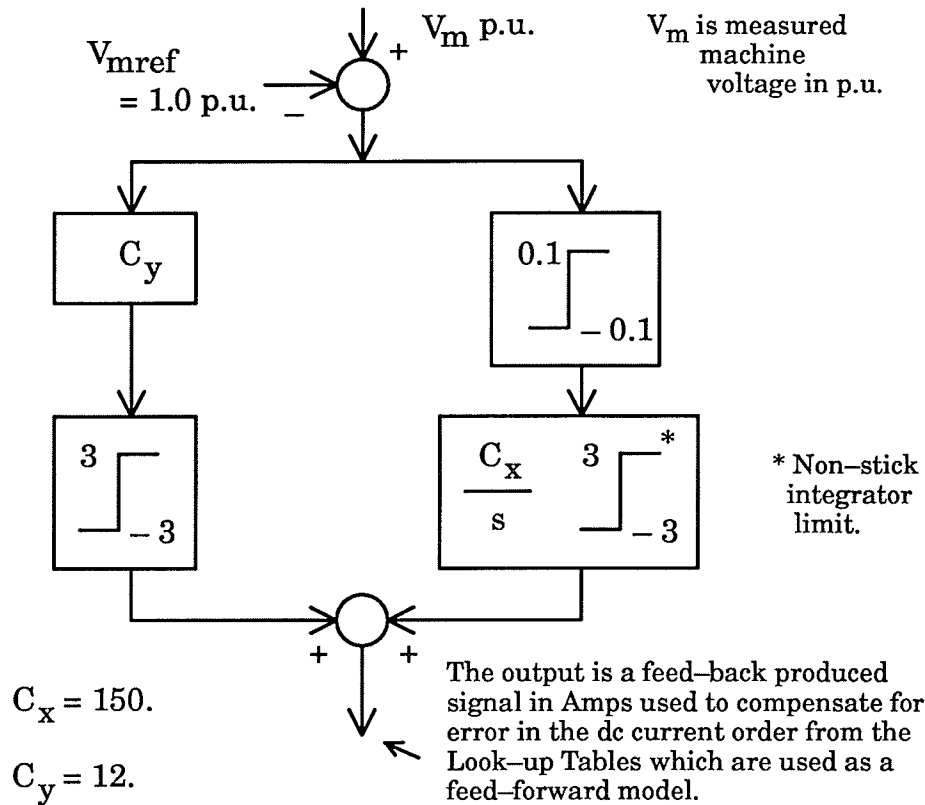 +
V_m p.u.
V_m is measured
machine
voltage in p.u.
V_mref
= 1.0 p.u.
−
C_y
0.1
− 0.1
3
− 3
C_x
s
3
*
− 3
* Non–stick
integrator
limit.
+
+
The output is a feed–back produced
signal in Amps used to compensate for
error in the dc current order from the
Look–up Tables which are used as a
feed–forward model.
C_x = 150.
C_y = 12.